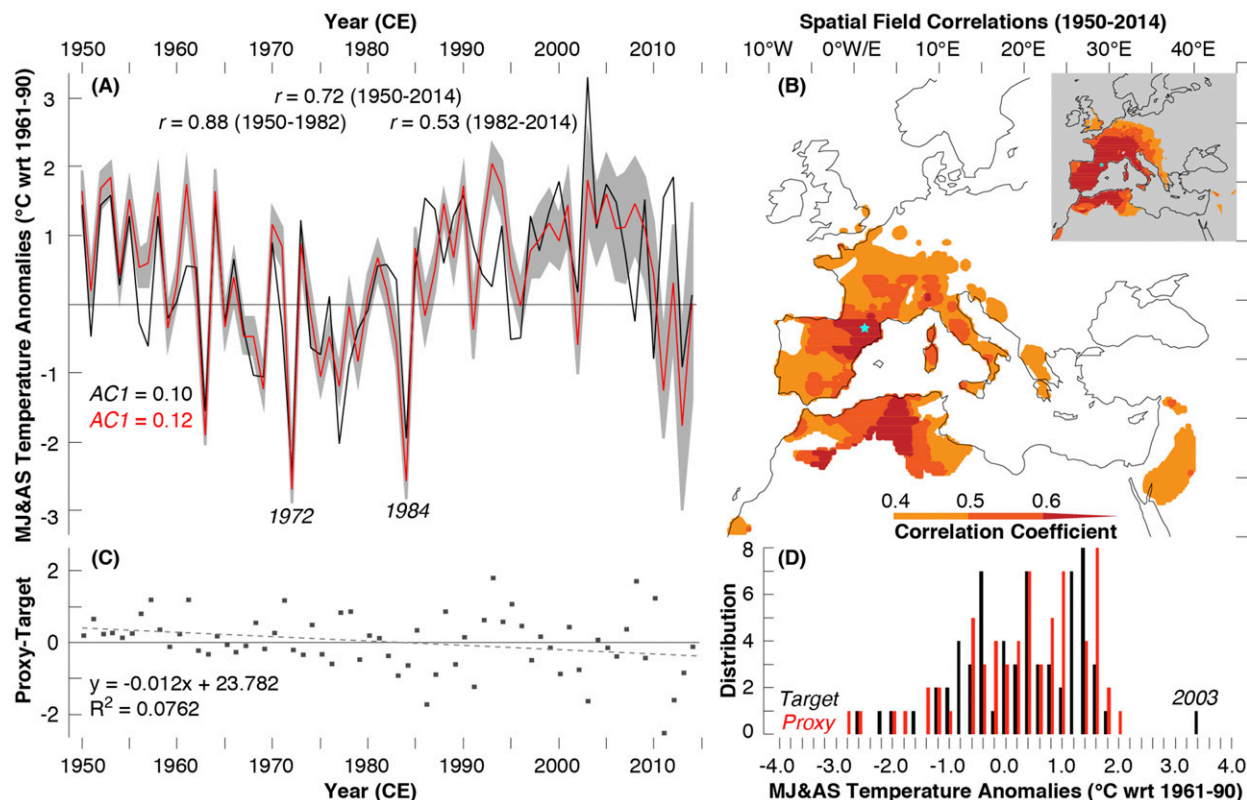 Year (CE)
Spatial Field Correlations (1950-2014)
1950 1960 1970 1980 1990 2000 2010
10°W 0°W/E 10°E 20°E 30°E 40°E
(A)
r = 0.72 (1950-2014)
r = 0.88 (1950-1982) r = 0.53 (1982-2014)
(B)
MJ&AS Temperature Anomalies (°C wrt 1961-90)
3
2
1
0
-1
-2
-3
AC1 = 0.10
AC1 = 0.12
1972
1984
0.4 0.5 0.6
Correlation Coefficient
(C)
Proxy-Target
2
0
-2
y = -0.012x + 23.782
R² = 0.0762
1950 1960 1970 1980 1990 2000 2010
Year (CE)
(D)
Distribution
8
6
4
2
0
Target
Proxy
2003
-4.0 -3.0 -2.0 -1.0 0.0 1.0 2.0 3.0 4.0
MJ&AS Temperature Anomalies (°C wrt 1961-90)